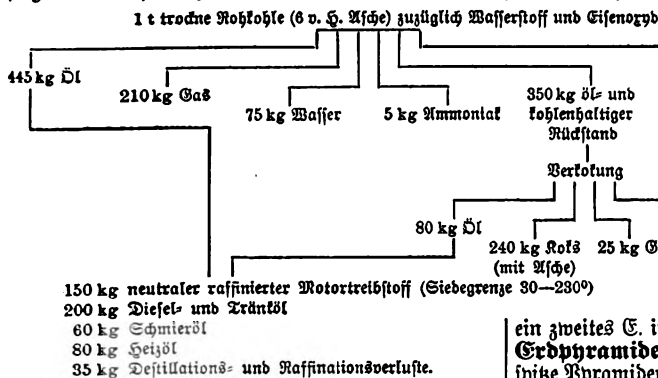 1 t trockne Rohkohle (6 v. H. Asche) zuzüglich Wasserstoff und Eisenoxyd
445 kg Öl
210 kg Gas
75 kg Wasser
5 kg Ammoniak
350 kg öl- und
kohlenhaltiger
Rückstand
Verkokung
80 kg Öl
240 kg Koks
(mit Asche)
25 kg G
150 kg neutraler raffinierter Motortreibstoff (Siedegrenze 30—230⁰)
200 kg Diesel- und Tränköl
60 kg Schmieröl
80 kg Heizöl
35 kg Destillations- und Raffinationsverluste.
ein zweites E. i
Erdpyramide
spitze Pyramiden